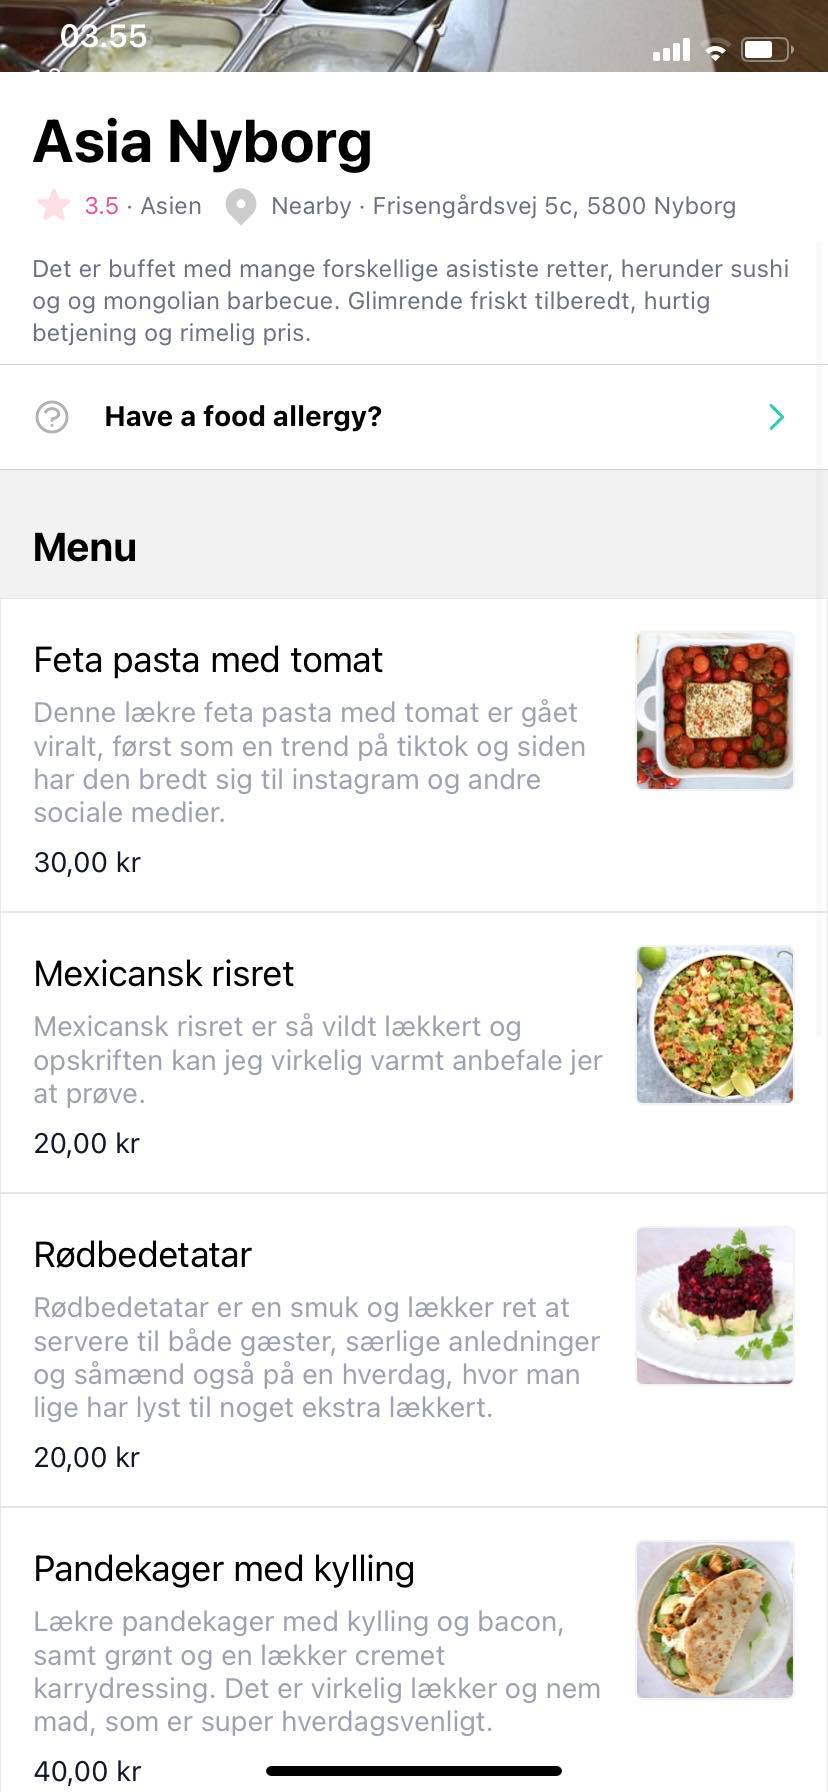 03.55
Asia Nyborg
3.5 · Asien Nearby · Frisengårdsvej 5c, 5800 Nyborg
Det er buffet med mange forskellige asististe retter, herunder sushi
og og mongolian barbecue. Glimrende friskt tilberedt, hurtig
betjening og rimelig pris.
Have a food allergy?
Menu
Feta pasta med tomat
Denne lækre feta pasta med tomat er gået
viralt, først som en trend på tiktok og siden
har den bredt sig til instagram og andre
sociale medier.
30,00 kr
Mexicansk risret
Mexicansk risret er så vildt lækkert og
opskriften kan jeg virkelig varmt anbefale jer
at prøve.
20,00 kr
Rødbedetatar
Rødbedetatar er en smuk og lækker ret at
servere til både gæster, særlige anledninger
og såmænd også på en hverdag, hvor man
lige har lyst til noget ekstra lækkert.
20,00 kr
Pandekager med kylling
Lækre pandekager med kylling og bacon,
samt grønt og en lækker cremet
karrydressing. Det er virkelig lækker og nem
mad, som er super hverdagsvenligt.
40,00 kr